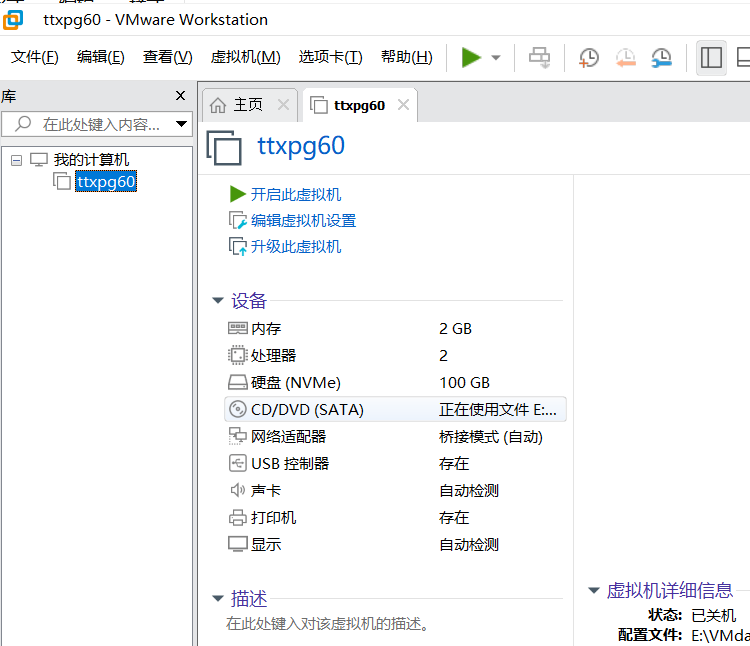 ttxpg60 - VMware Workstation
文件(F) 编辑(E) 查看(V) 虚拟机(M) 选项卡(T) 帮助(H)
库
在此处键入内容...
我的计算机
ttxpg60
主页 ttxpg60
ttxpg60
开启此虚拟机
编辑虚拟机设置
升级此虚拟机
设备
内存 2 GB
处理器 2
硬盘 (NVMe) 100 GB
CD/DVD (SATA) 正在使用文件 E:...
网络适配器 桥接模式 (自动)
USB 控制器 存在
声卡 自动检测
打印机 存在
显示 自动检测
描述
在此处键入对该虚拟机的描述。
虚拟机详细信息
状态: 已关机
配置文件: E:\VMda